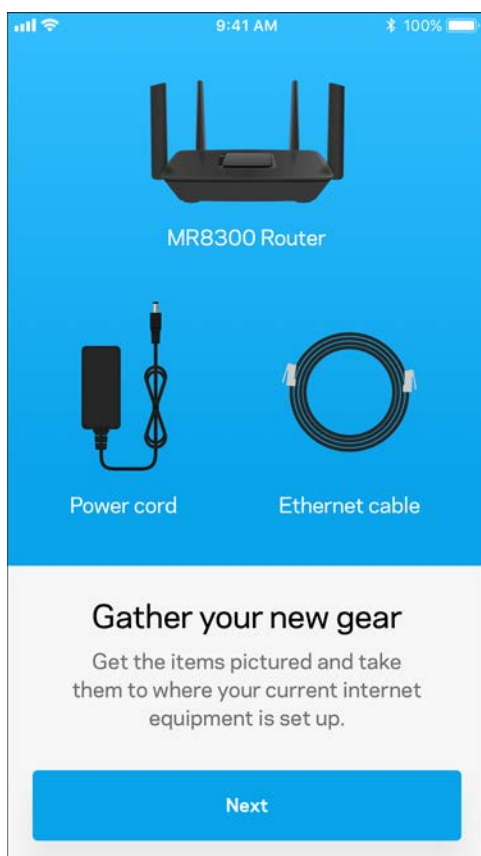 9:41 AM
100%
MR8300 Router
Power cord
Ethernet cable
Gather your new gear
Get the items pictured and take
them to where your current internet
equipment is set up.
Next